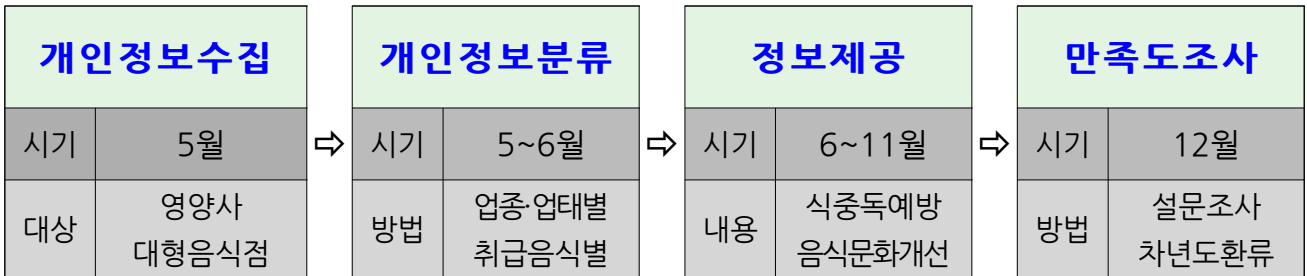 개인정보수집
시기 5월
대상 영양사
대형음식점
⇨
개인정보분류
시기 5~6월
방법 업종·업태별
취급음식별
⇨
정보제공
시기 6~11월
내용 식중독예방
음식문화개선
⇨
만족도조사
시기 12월
방법 설문조사
차년도환류